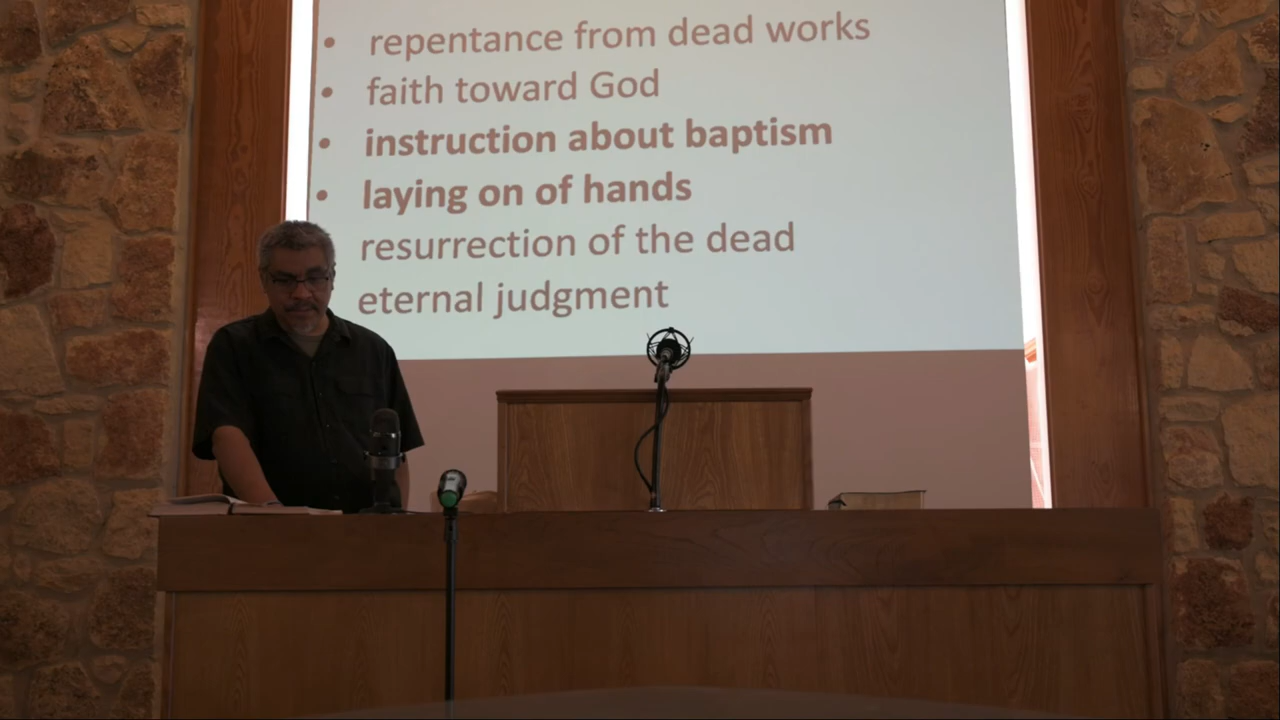 • repentance from dead works
• faith toward God
• instruction about baptism
• laying on of hands
resurrection of the dead
eternal judgment